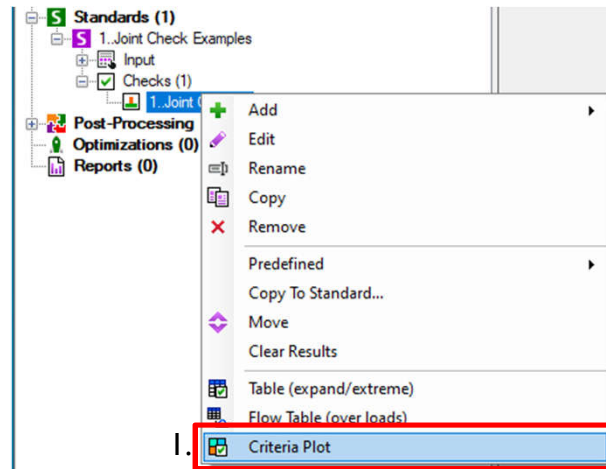 Standards (1)
1..Joint Check Examples
Input
Checks (1)
1..Joint
Post-Processing
Optimizations (0)
Reports (0)
Add
Edit
Rename
Copy
Remove
Predefined
Copy To Standard...
Move
Clear Results
Table (expand/extreme)
Flow Table (over loads)
1. Criteria Plot